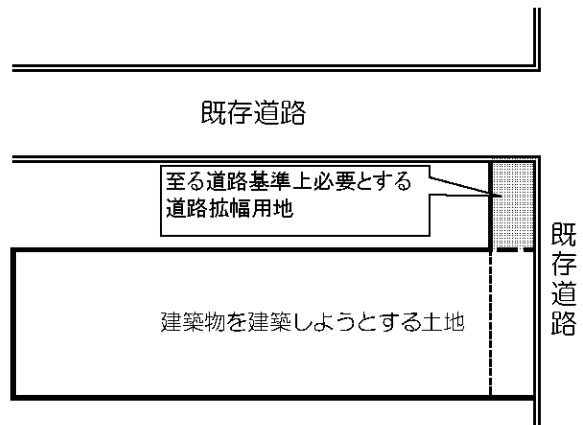 既存道路
至る道路基準上必要とする
道路拡幅用地
既存道路
建築物を建築しようとする土地